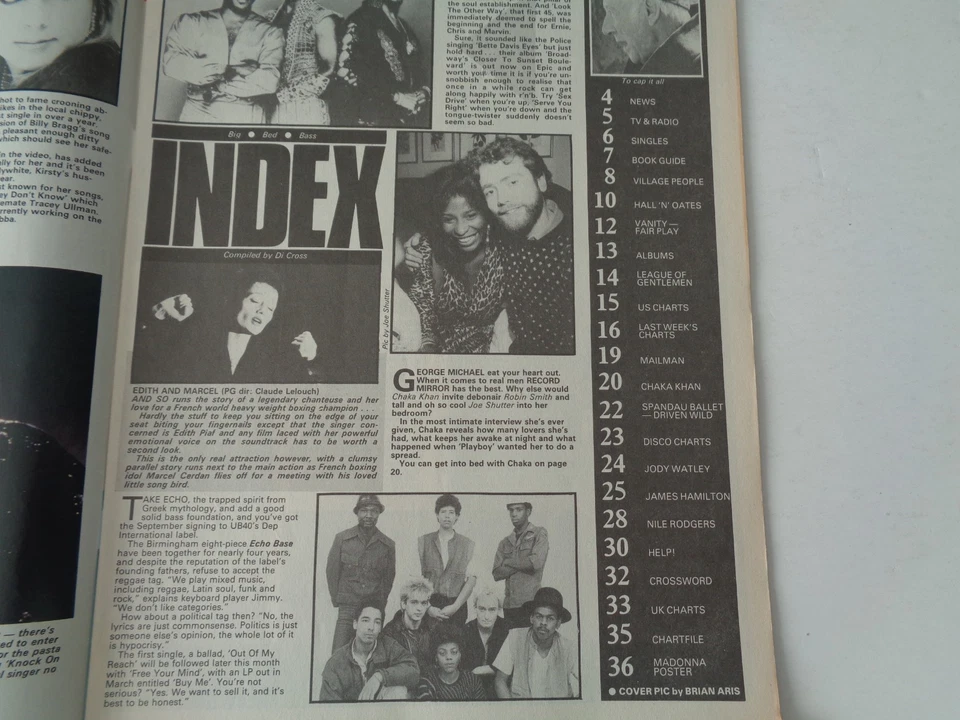 hot to fame crooning ab-
ikes in the local chippy.
st single in over a year.
sion of Billy Bragg's song
pleasant enough ditty
which should see her safe-
In the video, has added
ally for her and it's been
lywhite, Kirsty's hus-
ear.
st known for her songs,
ey Don't Know' which
emate Tracey Ullman.
rrently working on the
bba.
— there's
ed to enter
or the pasta
'Knock On
d singer no
the soul establishment. And 'Look
The Other Way', that first 45, was
immediately deemed to spell the
beginning and the end for Ernie,
Chris and Marvin.
Sure, it sounded like the Police
singing 'Bette Davis Eyes' but just
hold hard . . . their album 'Broad-
way's Closer To Sunset Boule-
vard' is out now on Epic and
worth your time it is if you're un-
snobbish enough to realise that
once in a while rock can get
along happily with r'n'b. Try 'Sex
Drive' when you're up, 'Serve You
Right' when you're down and the
tongue-twister suddenly doesn't
seem so bad.
Big ● Bed ● Bass
INDEX
Compiled by Di Cross
Pic by Joe Shutter
EDITH AND MARCEL (PG dir: Claude Lelouch)
AND SO runs the story of a legendary chanteuse and her
love for a French world heavy weight boxing champion . . .
Hardly the stuff to keep you sitting on the edge of your
seat biting your fingernails except that the singer con-
cerned is Edith Piaf and any film laced with her powerful
emotional voice on the soundtrack has to be worth a
second look.
This is the only real attraction however, with a clumsy
parallel story runs next to the main action as French boxing
idol Marcel Cerdan flies off for a meeting with his loved
little song bird.
GEORGE MICHAEL eat your heart out.
When it comes to real men RECORD
MIRROR has the best. Why else would
Chaka Khan invite debonair Robin Smith and
tall and oh so cool Joe Shutter into her
bedroom?
In the most intimate interview she's ever
given, Chaka reveals how many lovers she's
had, what keeps her awake at night and what
happened when 'Playboy' wanted her to do a
spread.
You can get into bed with Chaka on page
20.
TAKE ECHO, the trapped spirit from
Greek mythology, and add a good
solid bass foundation, and you've got
the September signing to UB40's Dep
International label.
The Birmingham eight-piece Echo Base
have been together for nearly four years,
and despite the reputation of the label's
founding fathers, refuse to accept the
reggae tag. "We play mixed music,
including reggae, Latin soul, funk and
rock," explains keyboard player Jimmy.
"We don't like categories."
How about a political tag then? "No, the
lyrics are just commonsense. Politics is just
someone else's opinion, the whole lot of it
is hypocrisy."
The first single, a ballad, 'Out Of My
Reach' will be followed later this month
with 'Free Your Mind', with an LP out in
March entitled 'Buy Me'. You're not
serious? "Yes. We want to sell it, and it's
best to be honest."
To cap it all
4 NEWS
5 TV & RADIO
6 SINGLES
7 BOOK GUIDE
8 VILLAGE PEOPLE
10 HALL 'N' OATES
12 VANITY —
FAIR PLAY
13 ALBUMS
14 LEAGUE OF
GENTLEMEN
15 US CHARTS
16 LAST WEEK'S
CHARTS
19 MAILMAN
20 CHAKA KHAN
22 SPANDAU BALLET
— DRIVEN WILD
23 DISCO CHARTS
24 JODY WATLEY
25 JAMES HAMILTON
28 NILE RODGERS
30 HELP!
32 CROSSWORD
33 UK CHARTS
35 CHARTFILE
36 MADONNA
POSTER
● COVER PIC by BRIAN ARIS